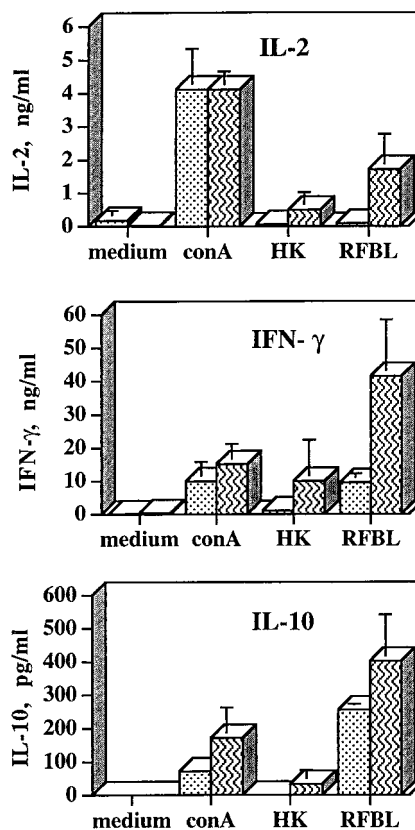 IL-2
IL-2, ng/ml
6
5
4
3
2
1
0
medium conA HK RFBL
IFN- γ
IFN-γ, ng/ml
60
50
40
30
20
10
0
medium conA HK RFBL
IL-10
IL-10, pg/ml
600
500
400
300
200
100
0
medium conA HK RFBL